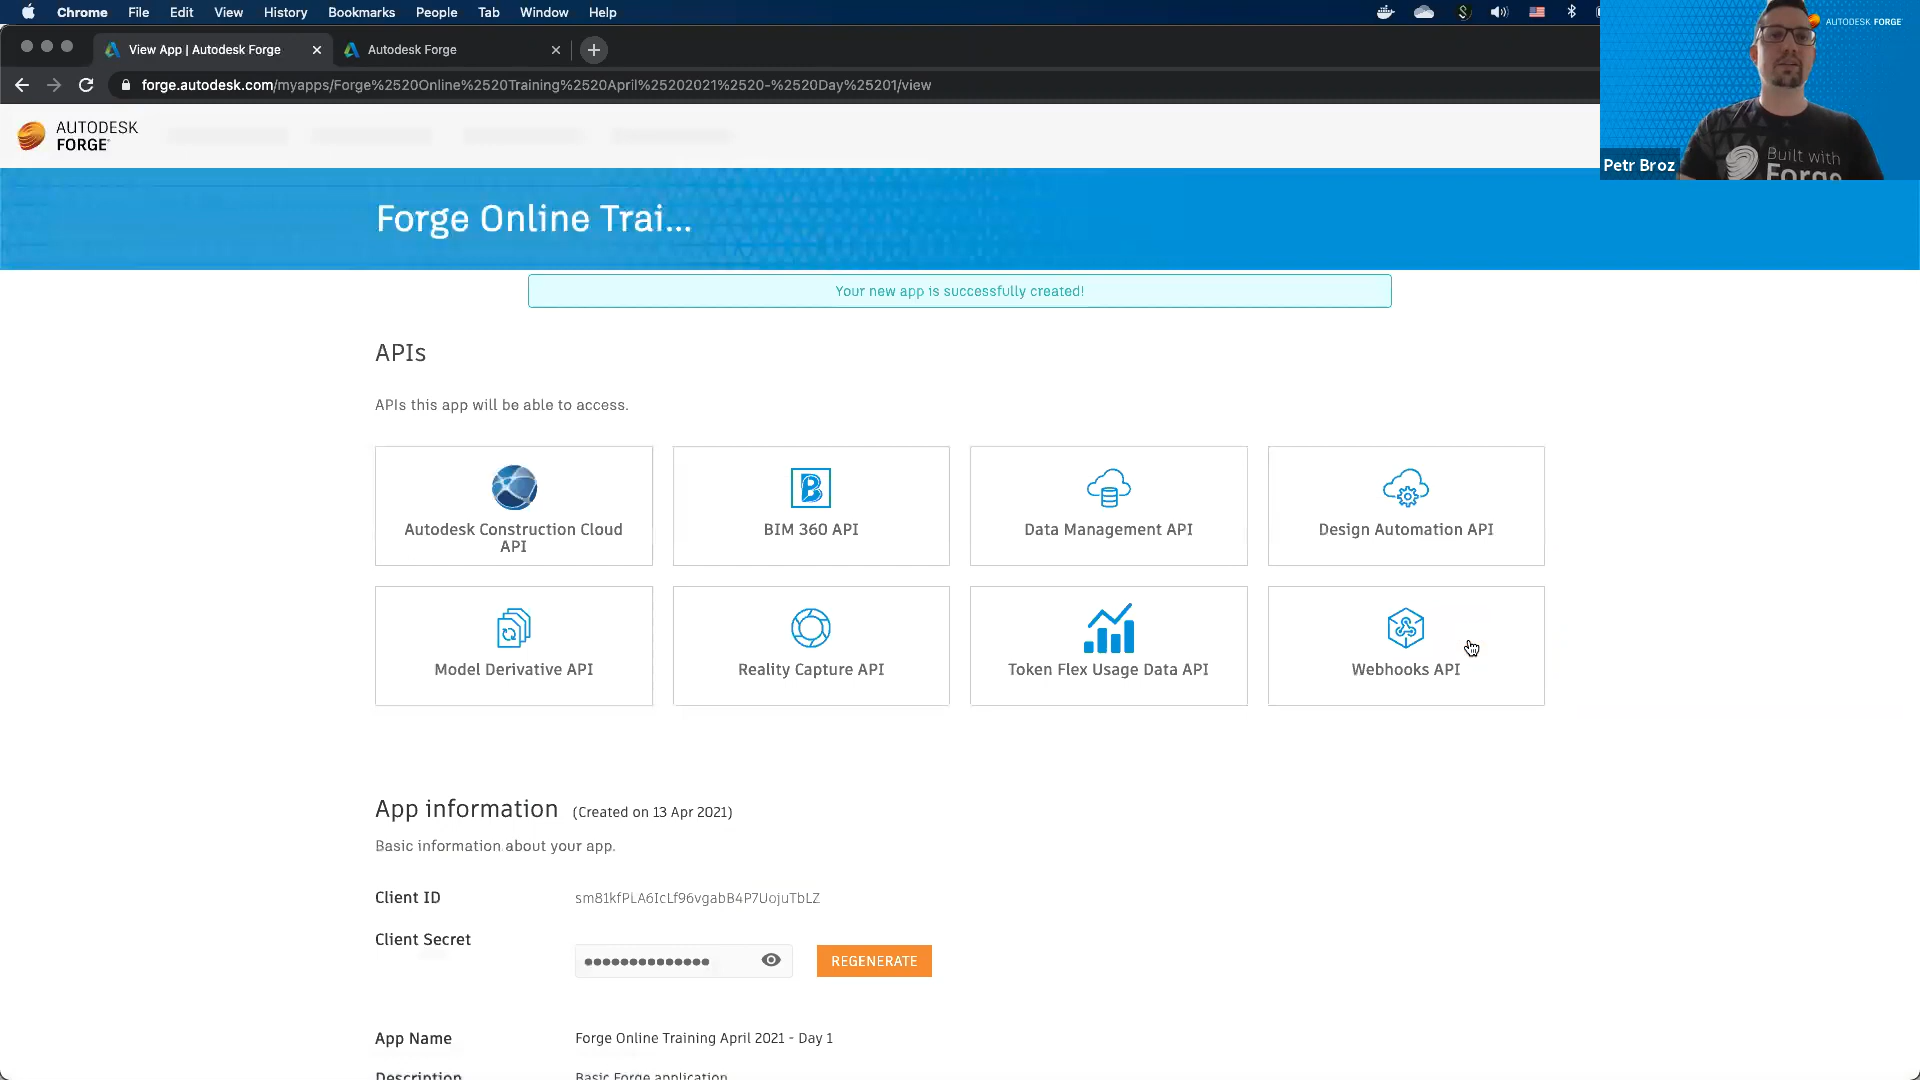 Chrome File Edit View History Bookmarks People Tab Window Help
AUTODESK FORGE
View App | Autodesk Forge
Autodesk Forge
forge.autodesk.com/myapps/Forge%2520Online%2520Training%2520April%25202021%2520-%2520Day%25201/view
Built with
Forge
Petr Broz
AUTODESK
FORGE
Forge Online Trai...
Your new app is successfully created!
APIs
APIs this app will be able to access.
Autodesk Construction Cloud
API
BIM 360 API
Data Management API
Design Automation API
Model Derivative API
Reality Capture API
Token Flex Usage Data API
Webhooks API
App information (Created on 13 Apr 2021)
Basic information about your app.
Client ID sm81kfPLA6IcLf96vgabB4P7UojuTbLZ
Client Secret
REGENERATE
App Name Forge Online Training April 2021 - Day 1
Description Basic Forge application